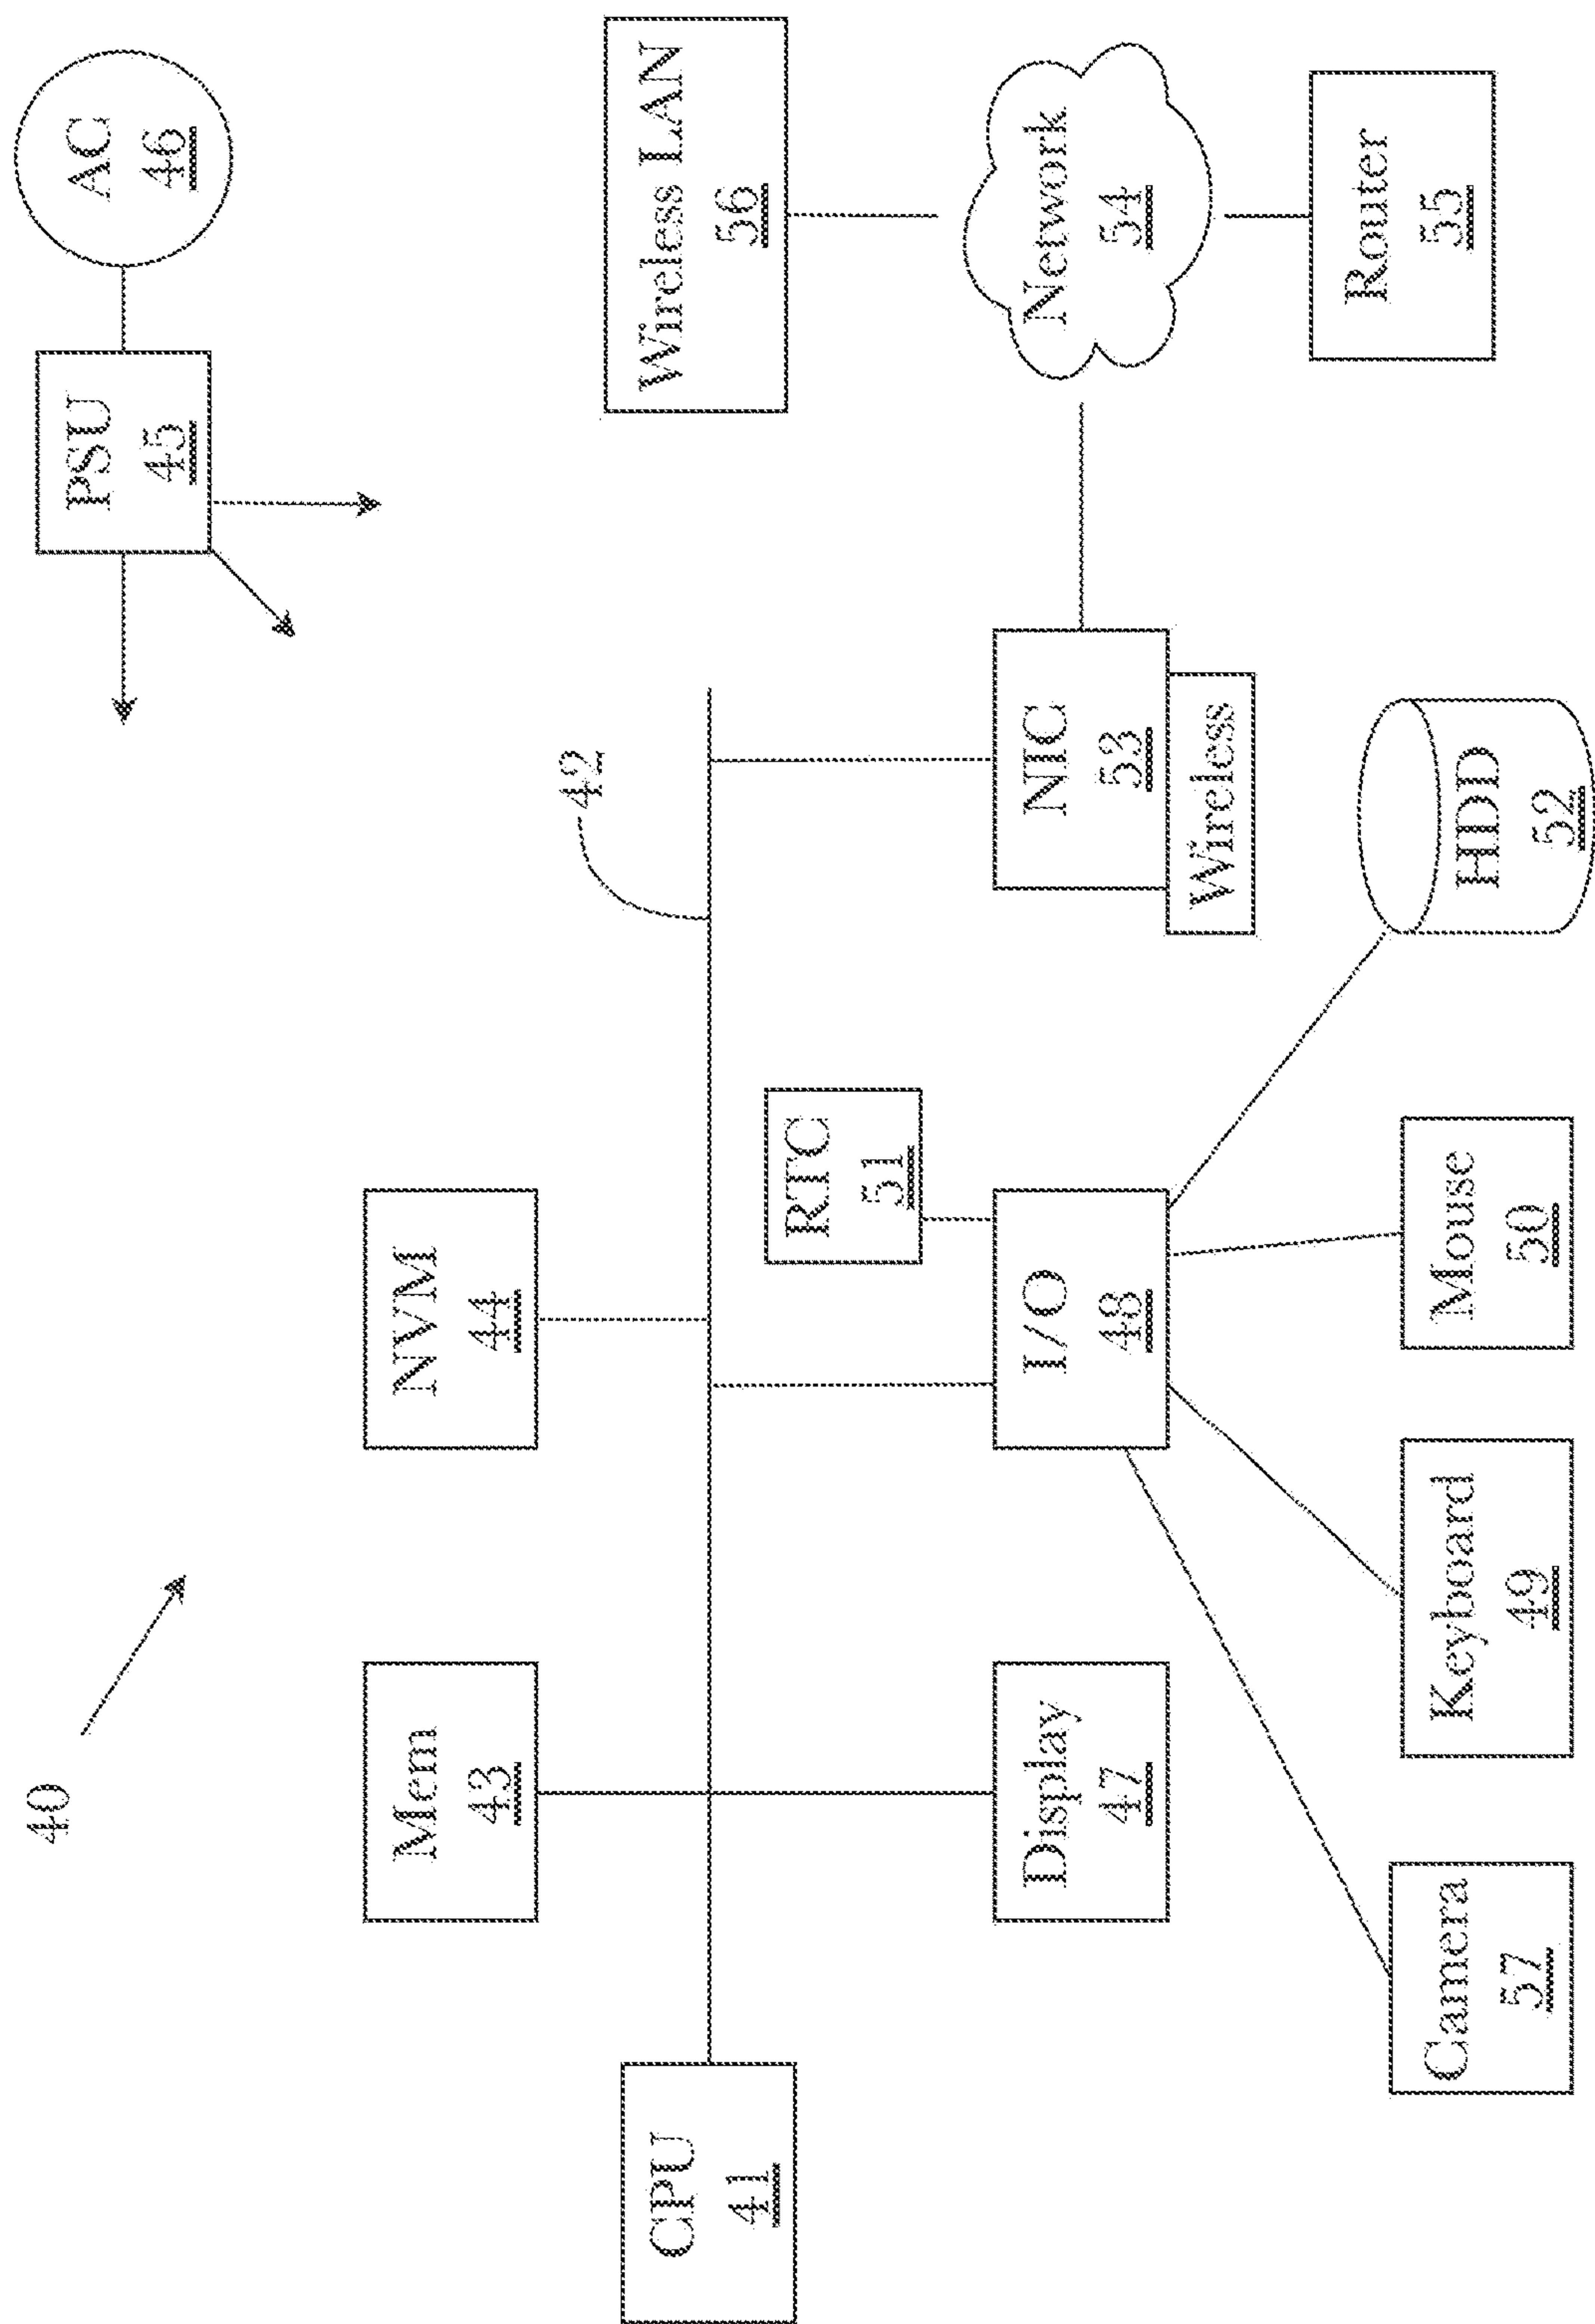 40
CPU
41
42
Mem
43
NVM
44
PSU
45
AC
46
Display
47
I/O
48
RTC
51
NIC
53
Wireless
Network
54
Wireless LAN
56
Router
55
Camera
57
Keyboard
49
Mouse
50
HDD
52